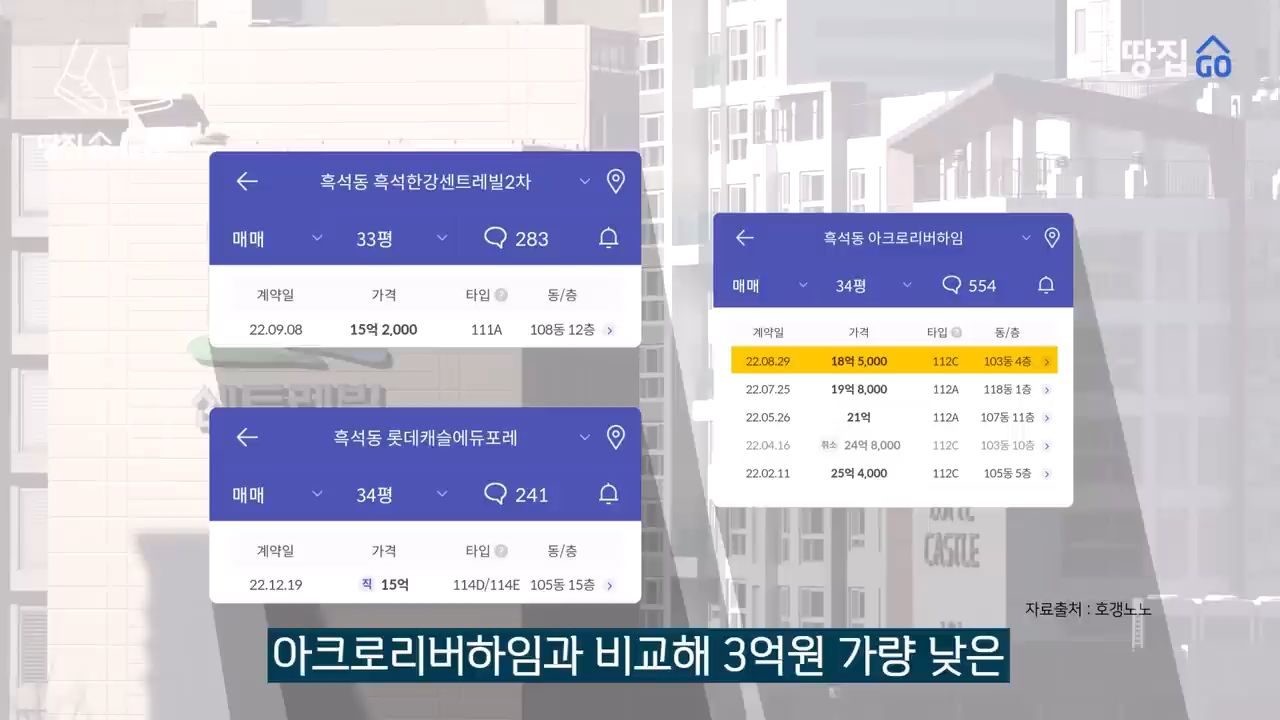 땅집GO
흑석동 흑석한강센트레빌2차
매매 33평 283
계약일 가격 타입 ? 동/층
22.09.08 15억 2,000 111A 108동 12층
흑석동 롯데캐슬에듀포레
매매 34평 241
계약일 가격 타입 ? 동/층
22.12.19 직 15억 114D/114E 105동 15층
흑석동 아크로리버하임
매매 34평 554
계약일 가격 타입 ? 동/층
22.08.29 18억 5,000 112C 103동 4층
22.07.25 19억 8,000 112A 118동 1층
22.05.26 21억 112A 107동 11층
22.04.16 취소 24억 8,000 112C 103동 10층
22.02.11 25억 4,000 112C 105동 5층
센트레빌
CASTLE
자료출처 : 호갱노노
아크로리버하임과 비교해 3억원 가량 낮은